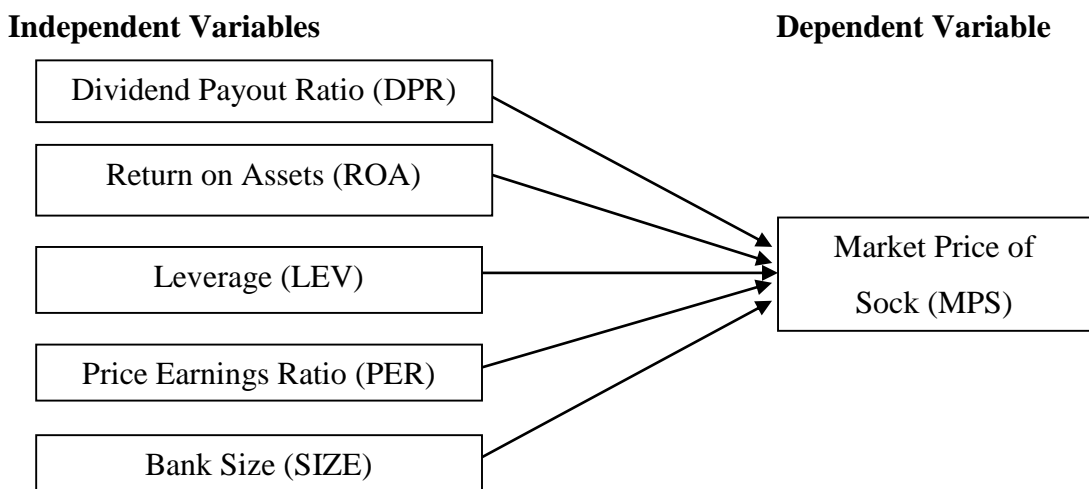 Independent Variables
Dependent Variable
Dividend Payout Ratio (DPR)
Return on Assets (ROA)
Leverage (LEV)
Price Earnings Ratio (PER)
Bank Size (SIZE)
Market Price of
Sock (MPS)